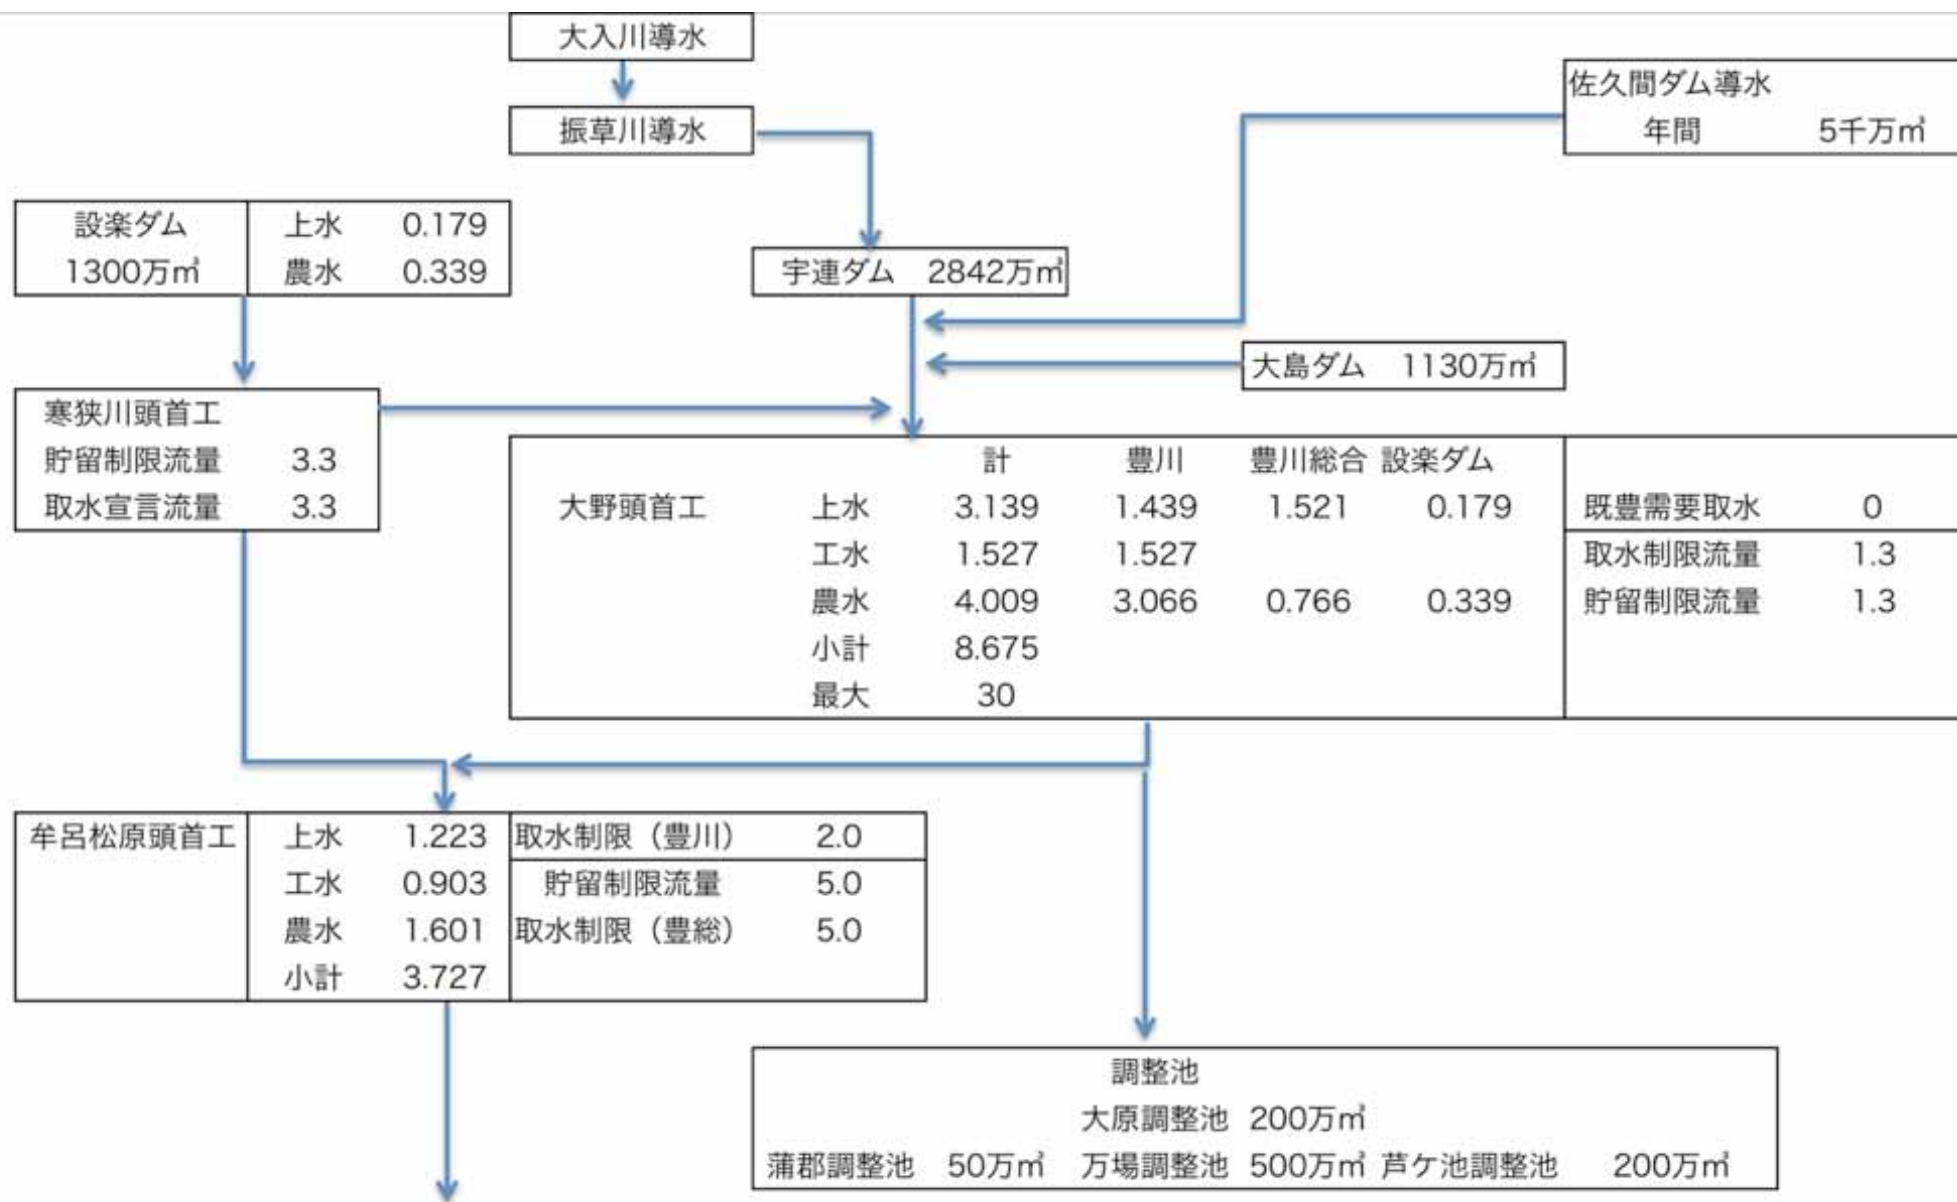 大入川導水
佐久間ダム導水
年間 5千万㎥
振草川導水
設楽ダム 上水 0.179
1300万㎥ 農水 0.339
宇連ダム 2842万㎥
大島ダム 1130万㎥
寒狭川頭首工
貯留制限流量 3.3
取水宣言流量 3.3
計 豊川 豊川総合 設楽ダム
大野頭首工 上水 3.139 1.439 1.521 0.179 既豊需要取水 0
工水 1.527 1.527 取水制限流量 1.3
農水 4.009 3.066 0.766 0.339 貯留制限流量 1.3
小計 8.675
最大 30
牟呂松原頭首工 上水 1.223 取水制限（豊川） 2.0
工水 0.903 貯留制限流量 5.0
農水 1.601 取水制限（豊総） 5.0
小計 3.727
調整池
大原調整池 200万㎥
蒲郡調整池 50万㎥ 万場調整池 500万㎥ 芦ケ池調整池 200万㎥